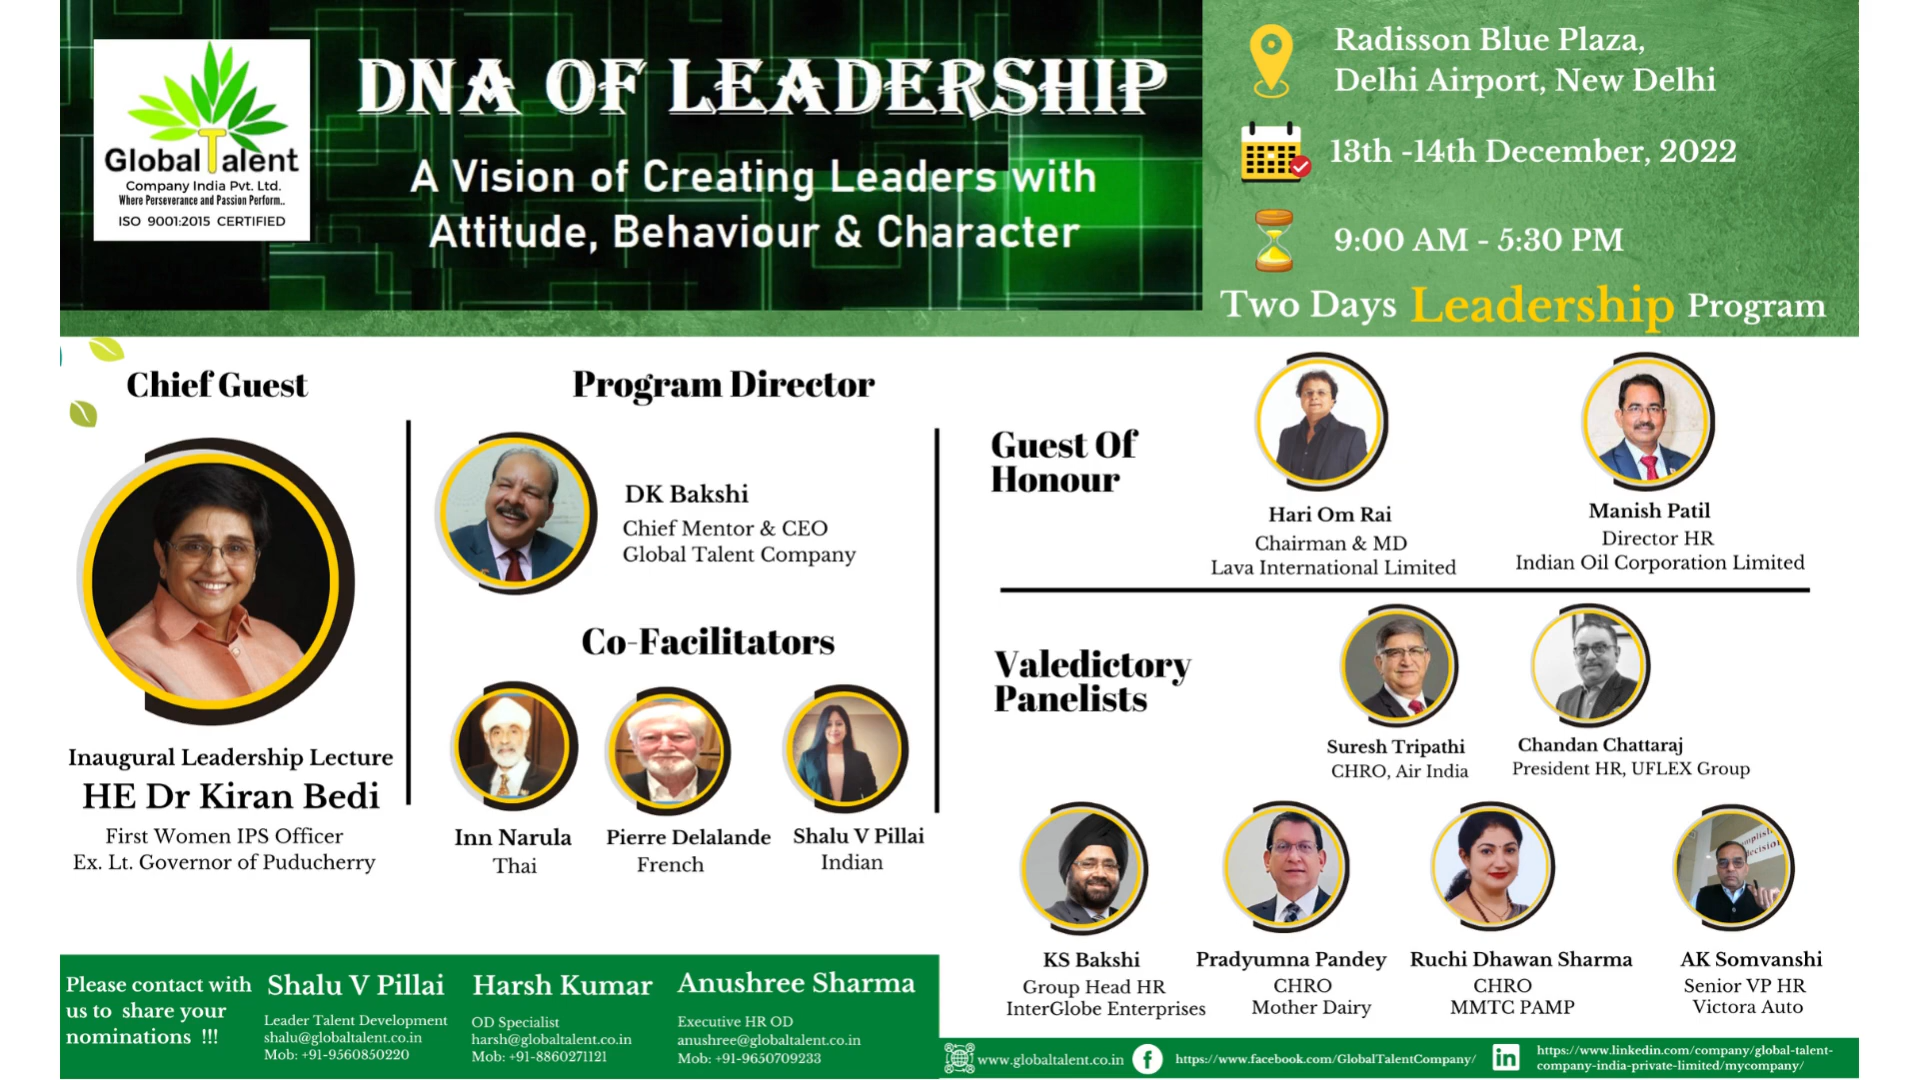 GlobalTalent
Company India Pvt. Ltd.
Where Perseverance and Passion Perform..
ISO 9001:2015 CERTIFIED
DNA OF LEADERSHIP
A Vision of Creating Leaders with
Attitude, Behaviour & Character
Radisson Blue Plaza,
Delhi Airport, New Delhi
13th -14th December, 2022
9:00 AM - 5:30 PM
Two Days Leadership Program
Chief Guest
Inaugural Leadership Lecture
HE Dr Kiran Bedi
First Women IPS Officer
Ex. Lt. Governor of Puducherry
Program Director
DK Bakshi
Chief Mentor & CEO
Global Talent Company
Co-Facilitators
Inn Narula
Thai
Pierre Delalande
French
Shalu V Pillai
Indian
Guest Of
Honour
Hari Om Rai
Chairman & MD
Lava International Limited
Manish Patil
Director HR
Indian Oil Corporation Limited
Valedictory
Panelists
Suresh Tripathi
CHRO, Air India
Chandan Chattaraj
President HR, UFLEX Group
KS Bakshi
Group Head HR
InterGlobe Enterprises
Pradyumna Pandey
CHRO
Mother Dairy
Ruchi Dhawan Sharma
CHRO
MMTC PAMP
AK Somvanshi
Senior VP HR
Victora Auto
Please contact with
us to share your
nominations !!!
Shalu V Pillai
Leader Talent Development
shalu@globaltalent.co.in
Mob: +91-9560850220
Harsh Kumar
OD Specialist
harsh@globaltalent.co.in
Mob: +91-8860271121
Anushree Sharma
Executive HR OD
anushree@globaltalent.co.in
Mob: +91-9650709233
www.globaltalent.co.in
https://www.facebook.com/GlobalTalentCompany/
https://www.linkedin.com/company/global-talent-
company-india-private-limited/mycompany/